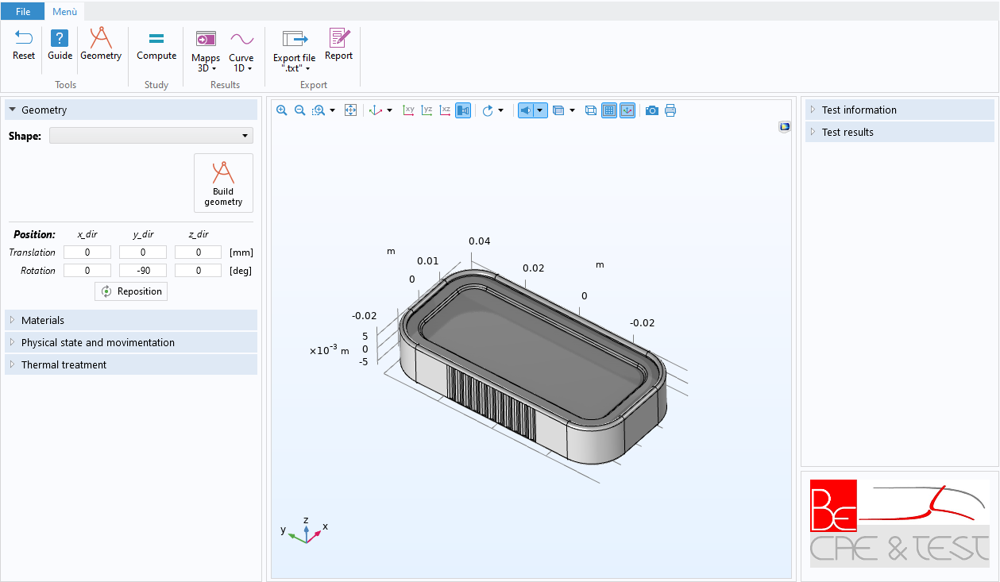 File Menù
Reset Guide Geometry Compute Mapps 3D Curve 1D Export file ".txt" Report
Tools Study Results Export
Geometry
Shape:
Build geometry
Position: x_dir y_dir z_dir
Translation 0 0 0 [mm]
Rotation 0 -90 0 [deg]
Reposition
Materials
Physical state and movimentation
Thermal treatment
xy yz xz
0.04
m
0.01
m
0.02
0
0
-0.02
-0.02
5
×10⁻³ m 0
-5
z
y x
Test information
Test results
BE
CAE & TEST